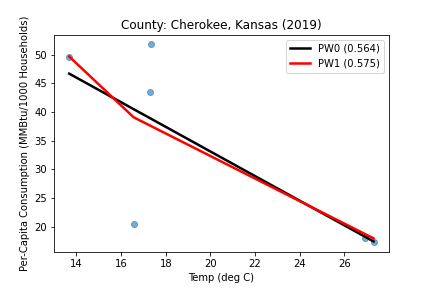 County: Cherokee, Kansas (2019)
Per-Capita Consumption (MMBtu/1000 Households)
50
45
40
35
30
25
20
PW0 (0.564)
PW1 (0.575)
14 16 18 20 22 24 26
Temp (deg C)